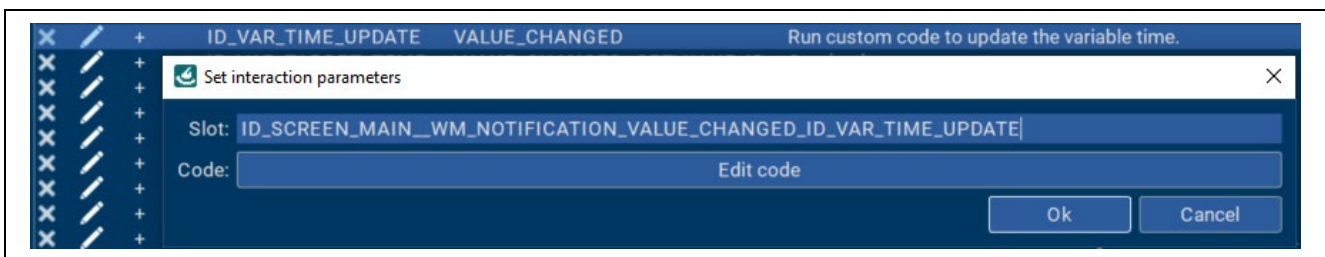 ID_VAR_TIME_UPDATE VALUE_CHANGED Run custom code to update the variable time.
Set interaction parameters
Slot: ID_SCREEN_MAIN__WM_NOTIFICATION_VALUE_CHANGED_ID_VAR_TIME_UPDATE
Code: Edit code
Ok Cancel